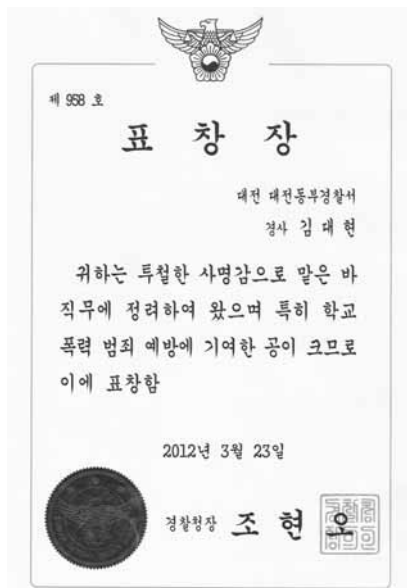 제 958 호
표 창 장
대전 대전동부경찰서
경사 김 대 현
귀하는 투철한 사명감으로 맡은 바
직무에 정려하여 왔으며 특히 학교
폭력 범죄 예방에 기여한 공이 크므로
이에 표창함
2012년 3월 23일
경찰청장 조 현 오